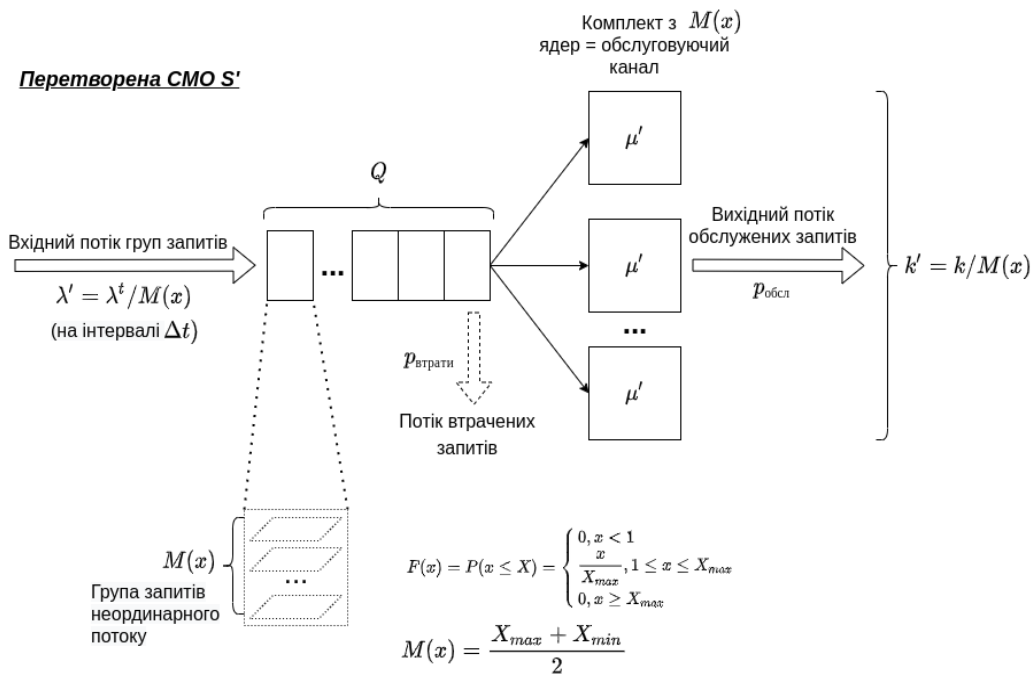 Комплект з M(x)
ядер = обслуговуючий
канал
Перетворена СМО S'
μ'
Q
Вхідний потік груп запитів
λ' = λ^t/M(x)
(на інтервалі Δt)
...
μ'
Вихідний потік
обслужених запитів
p_обсл
k' = k/M(x)
...
p_втрати
μ'
Потік втрачених
запитів
M(x)
...
Група запитів
неординарного
потоку
F(x) = P(x ≤ X) = { 0, x < 1
x/X_max, 1 ≤ x ≤ X_max
0, x ≥ X_max
M(x) = (X_max + X_min)/2